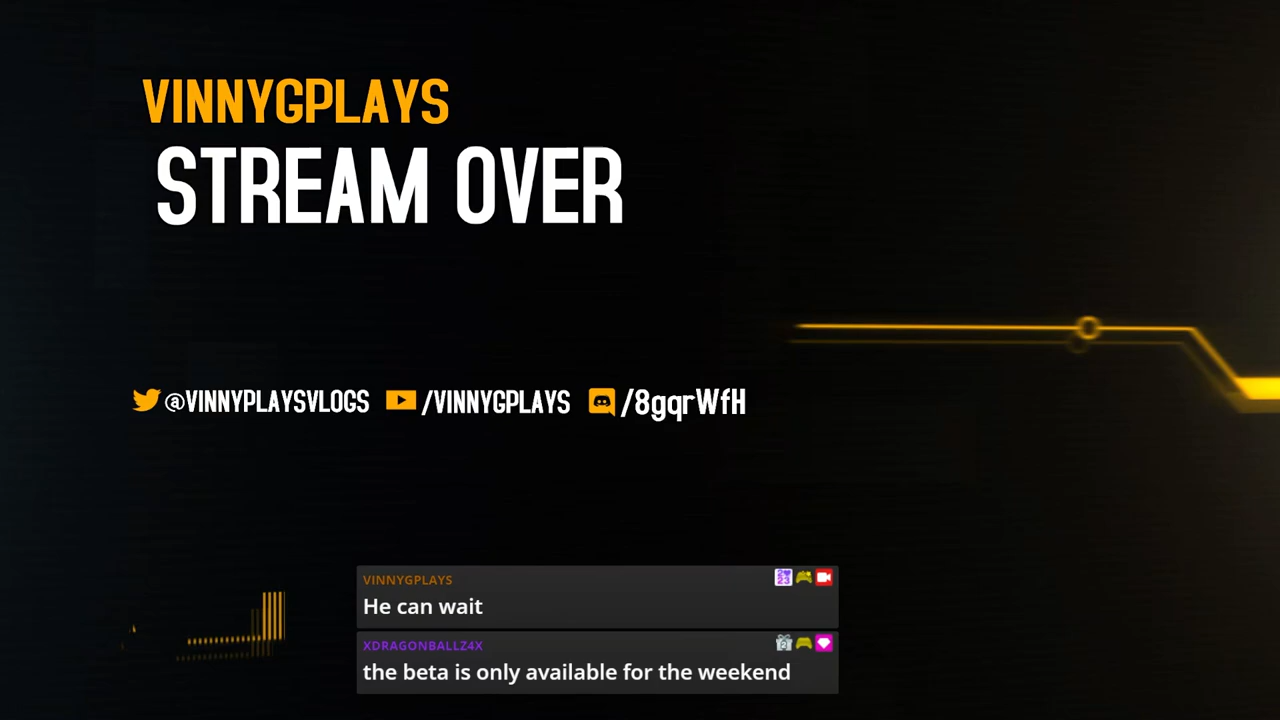 VINNYGPLAYS
STREAM OVER
@VINNYPLAYSVLOGS /VINNYGPLAYS /8gqrWfH
VINNYGPLAYS
He can wait
XDRAGONBALLZ4X
the beta is only available for the weekend